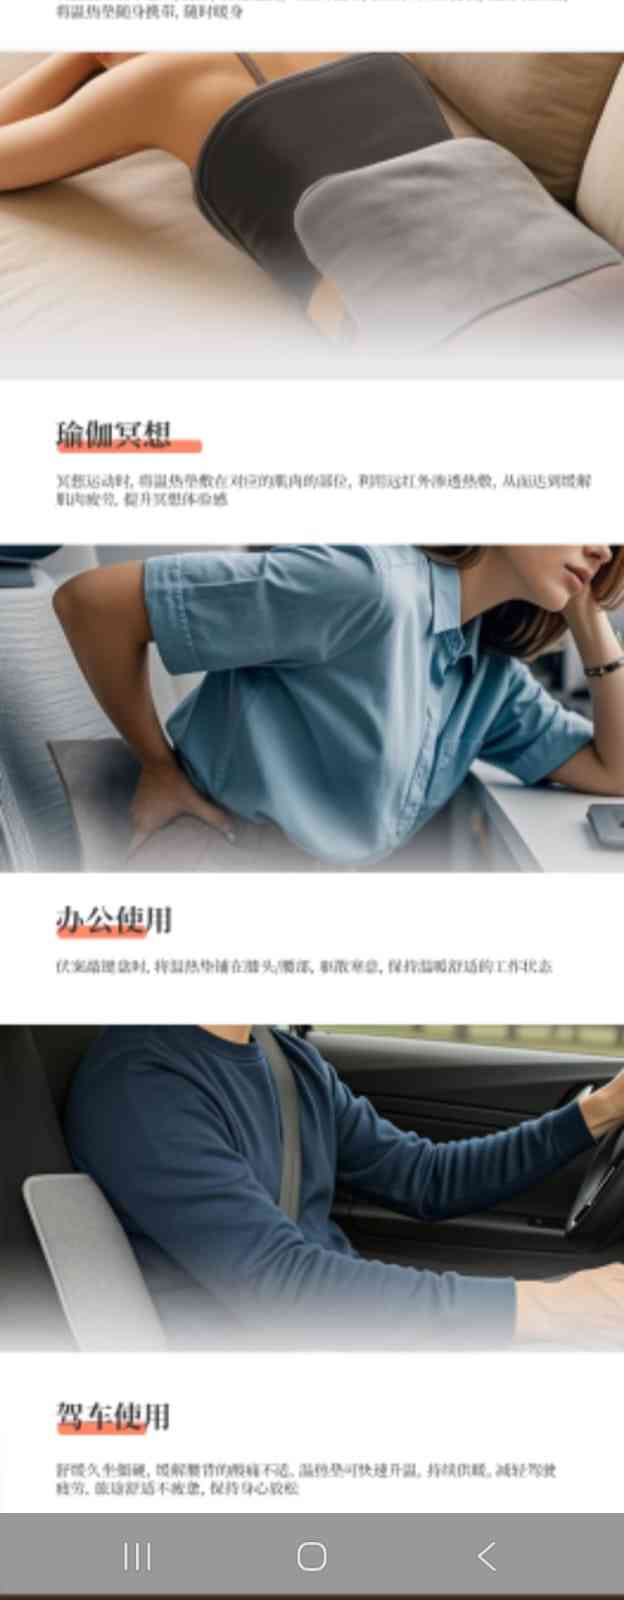 将温热垫随身携带, 随时暖身
瑜伽冥想
冥想运动时, 将温热垫敷在对应的肌肉的部位, 利用远红外渗透热敷, 从而达到缓解
肌肉疲劳, 提升冥想体验感
办公使用
伏案敲键盘时, 将温热垫铺在膝头/腰部, 驱散寒意, 保持温暖舒适的工作状态
驾车使用
舒缓久坐僵硬, 缓解腰背的酸痛不适, 温热垫可快速升温, 持续供暖, 减轻驾驶
疲劳, 旅途舒适不疲惫, 保持身心放松